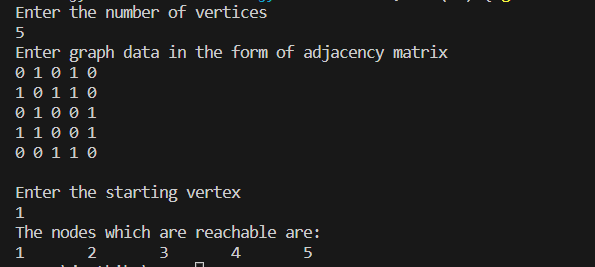 Enter the number of vertices
5
Enter graph data in the form of adjacency matrix
0 1 0 1 0
1 0 1 1 0
0 1 0 0 1
1 1 0 0 1
0 0 1 1 0
Enter the starting vertex
1
The nodes which are reachable are:
1 2 3 4 5